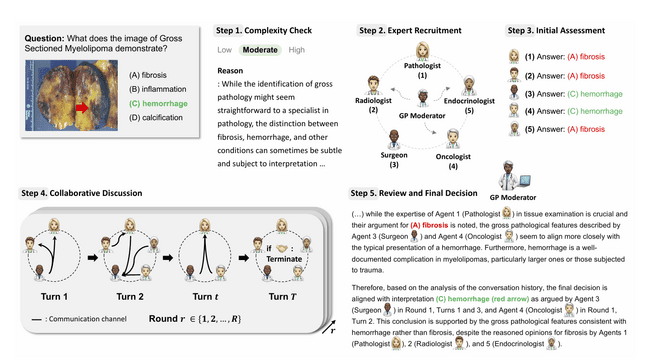 Question: What does the image of Gross
Sectioned Myelolipoma demonstrate?
(A) fibrosis
(B) inflammation
(C) hemorrhage
(D) calcification
Step 1. Complexity Check
Low Moderate High
Reason
: While the identification of gross
pathology might seem
straightforward to a specialist in
pathology, the distinction between
fibrosis, hemorrhage, and other
conditions can sometimes be subtle
and subject to interpretation ...
Step 2. Expert Recruitment
Pathologist
(1)
Radiologist
(2)
GP Moderator
Endocrinologist
(5)
Surgeon
(3)
Oncologist
(4)
Step 3. Initial Assessment
(1) Answer: (A) fibrosis
(2) Answer: (A) fibrosis
(3) Answer: (C) hemorrhage
(4) Answer: (C) hemorrhage
(5) Answer: (A) fibrosis
GP Moderator
Step 4. Collaborative Discussion
if
Terminate
Turn 1
Turn 2
Turn t
Turn T
: Communication channel
Round r ∈ {1, 2, ..., R}
r
Step 5. Review and Final Decision
(...) while the expertise of Agent 1 (Pathologist ) in tissue examination is crucial and
their argument for (A) fibrosis is noted, the gross pathological features described by
Agent 3 (Surgeon ) and Agent 4 (Oncologist ) seem to align more closely with
the typical presentation of a hemorrhage. Furthermore, hemorrhage is a well-
documented complication in myelolipomas, particularly larger ones or those subjected
to trauma.
Therefore, based on the analysis of the conversation history, the final decision is
aligned with interpretation (C) hemorrhage (red arrow) as argued by Agent 3
(Surgeon ) in Round 1, Turns 1 and 3, and Agent 4 (Oncologist ) in Round 1,
Turn 2. This conclusion is supported by the gross pathological features consistent with
hemorrhage rather than fibrosis, despite the reasoned opinions for fibrosis by Agents 1
(Pathologist ), 2 (Radiologist ), and 5 (Endocrinologist ).